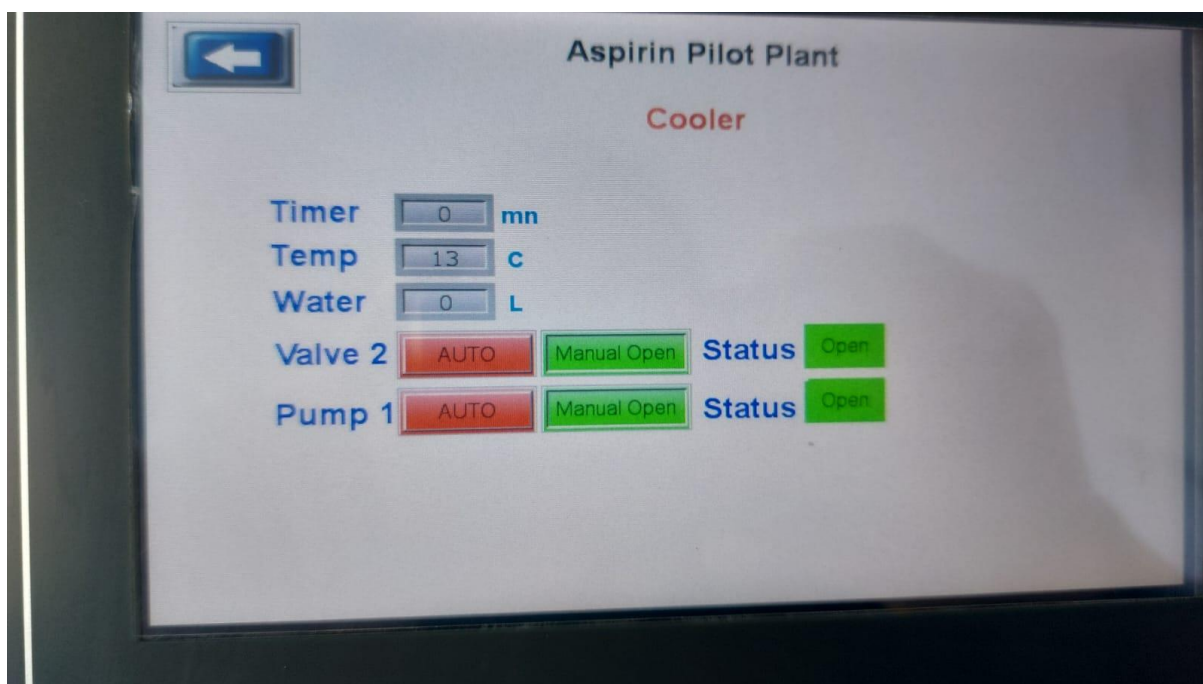 Aspirin Pilot Plant
Cooler
Timer 0 mn
Temp 13 C
Water 0 L
Valve 2 AUTO Manual Open Status Open
Pump 1 AUTO Manual Open Status Open